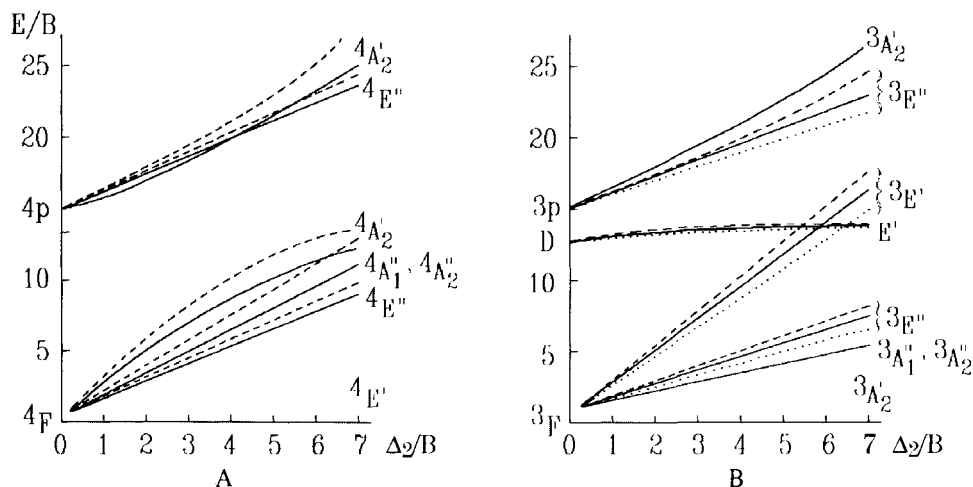 E/B
25
20
4p
10
5
4F
0 1 2 3 4 5 6 7 Δ2/B
4A'2
4E"
4A'2
4A"1, 4A"2
4E"
4E'
A
25
20
3p
D
10
5
3F
0 1 2 3 4 5 6 7 Δ2/B
3A'2
3E"
3E'
E'
3E"
3A"1, 3A"2
3A'2
B